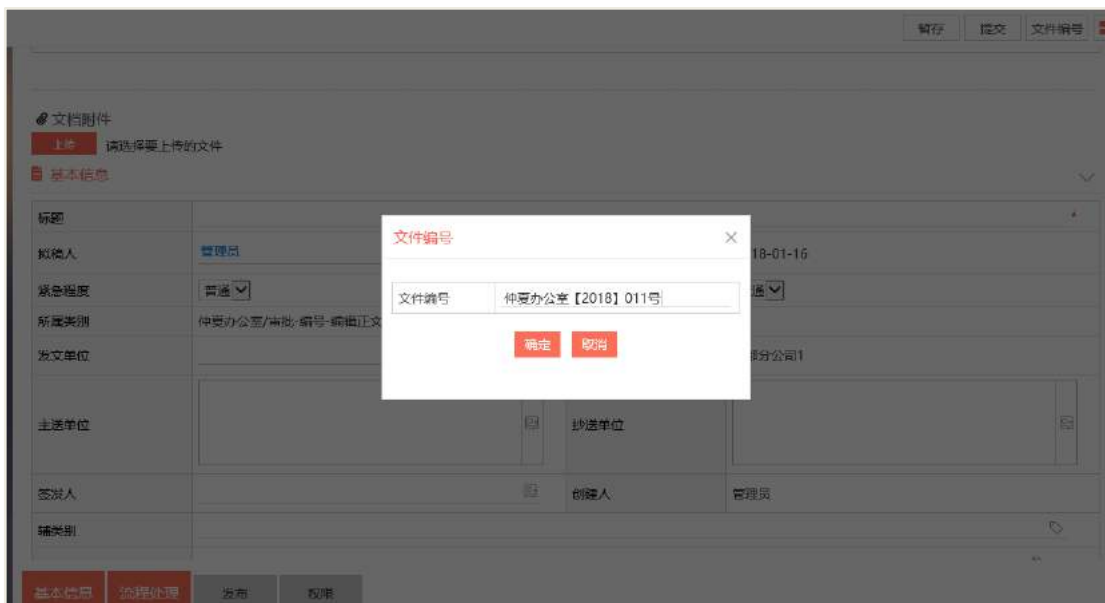 暂存 提交 文件编号
文档附件
上传 请选择要上传的文件
基本信息
标题 *
文件编号 ×
拟稿人 管理员 18-01-16
紧急程度 普通 通
文件编号 仲夏办公室【2018】011号
所属类别 仲夏办公室/审批-编号-编辑正文
确定 取消
发文单位 部分公司1
主送单位 抄送单位
签发人 创建人 管理员
辅类别
基本信息 流程处理 发布 权限